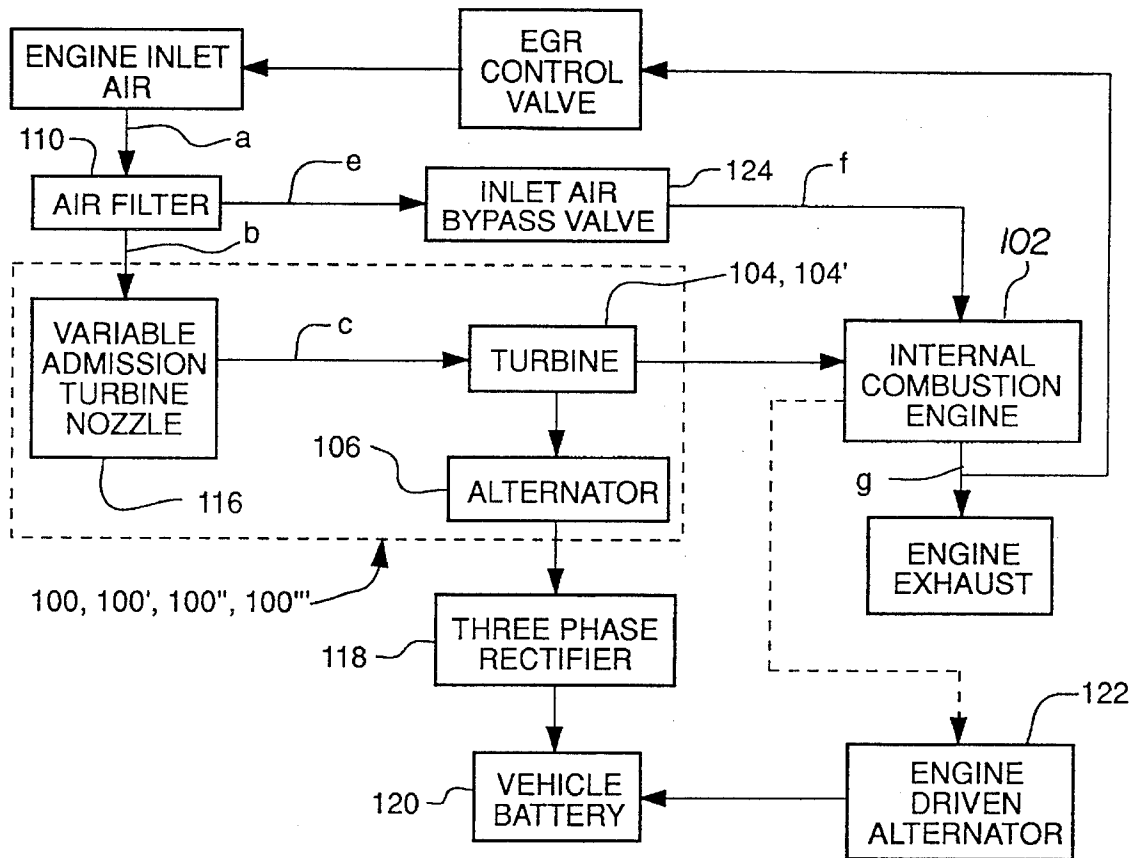 ENGINE INLET
AIR
EGR
CONTROL
VALVE
a
110
AIR FILTER
e
INLET AIR
BYPASS VALVE
124
f
b
102
104, 104'
VARIABLE
ADMISSION
TURBINE
NOZZLE
c
TURBINE
INTERNAL
COMBUSTION
ENGINE
116
106
ALTERNATOR
g
ENGINE
EXHAUST
100, 100', 100", 100'''
118
THREE PHASE
RECTIFIER
122
120
VEHICLE
BATTERY
ENGINE
DRIVEN
ALTERNATOR